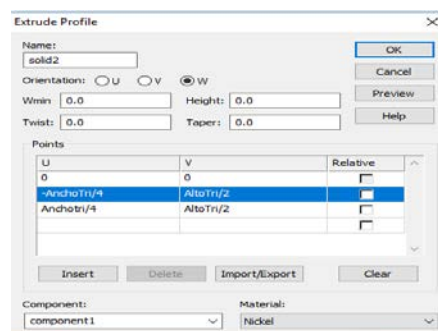 Extrude Profile
Name:
solid2
OK
Orientation: U V W
Cancel
Wmin 0.0 Height: 0.0
Preview
Twist: 0.0 Taper: 0.0
Help
Points
U V Relative
0 0
-AnchoTri/4 AltoTri/2
Anchotri/4 AltoTri/2
Insert Delete Import/Export Clear
Component: Material:
component1 Nickel